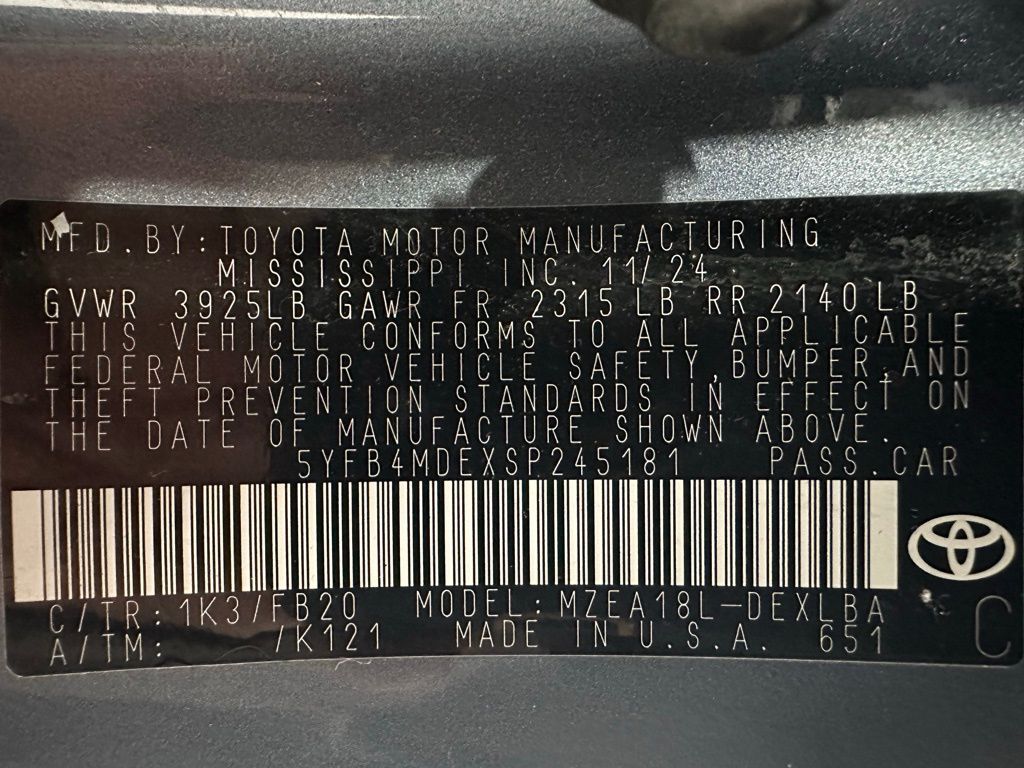 MFD.BY:TOYOTA MOTOR MANUFACTURING
MISSISSIPPI INC. 11/24
GVWR 3925LB GAWR FR 2315 LB RR 2140 LB
THIS VEHICLE CONFORMS TO ALL APPLICABLE
FEDERAL MOTOR VEHICLE SAFETY,BUMPER,AND
THEFT PREVENTION STANDARDS IN EFFECT ON
THE DATE OF MANUFACTURE SHOWN ABOVE.
5YFB4MDEXSP245181 PASS.CAR
C/TR: 1K3/FB20 MODEL:MZEA18L-DEXLBA
A/TM: /K121 MADE IN U.S.A. 651 C